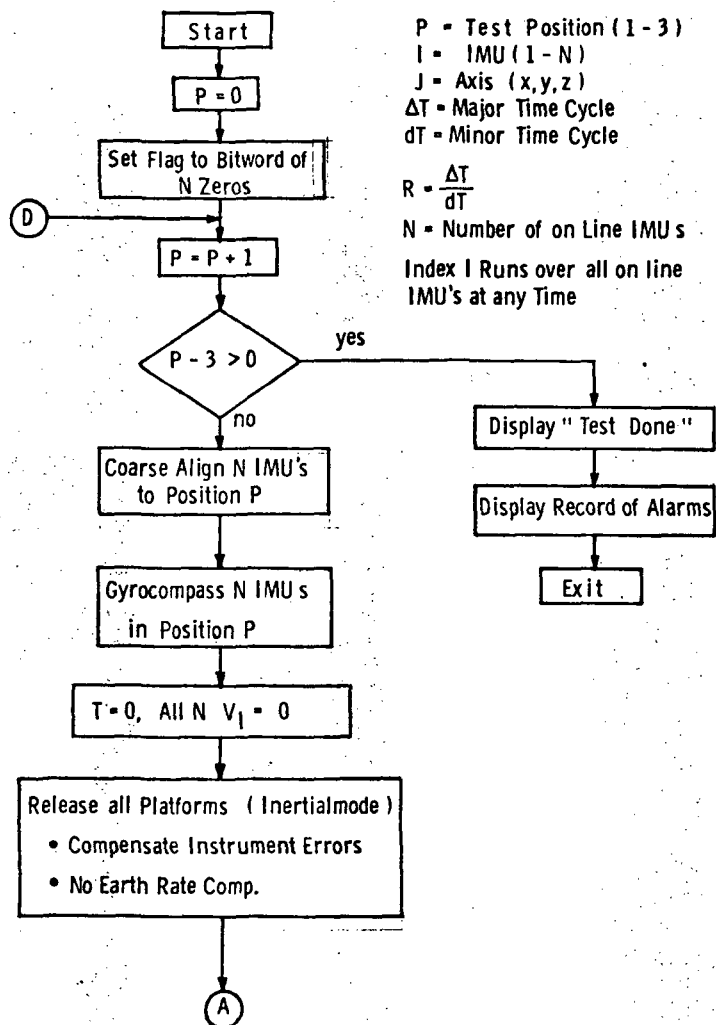 Start
P = 0
Set Flag to Bitword of
N Zeros
D
P = P + 1
P - 3 > 0
yes
no
Coarse Align N IMU's
to Position P
Gyrocompass N IMU s
in Position P
T = 0, All N V_I = 0
Release all Platforms ( Inertialmode )
• Compensate Instrument Errors
• No Earth Rate Comp.
A
P = Test Position ( 1 - 3 )
I = IMU ( 1 - N )
J = Axis (x, y, z)
ΔT = Major Time Cycle
dT = Minor Time Cycle
R = ΔT / dT
N = Number of on Line IMU s
Index I Runs over all on line
IMU's at any Time
Display " Test Done "
Display Record of Alarms
Exit